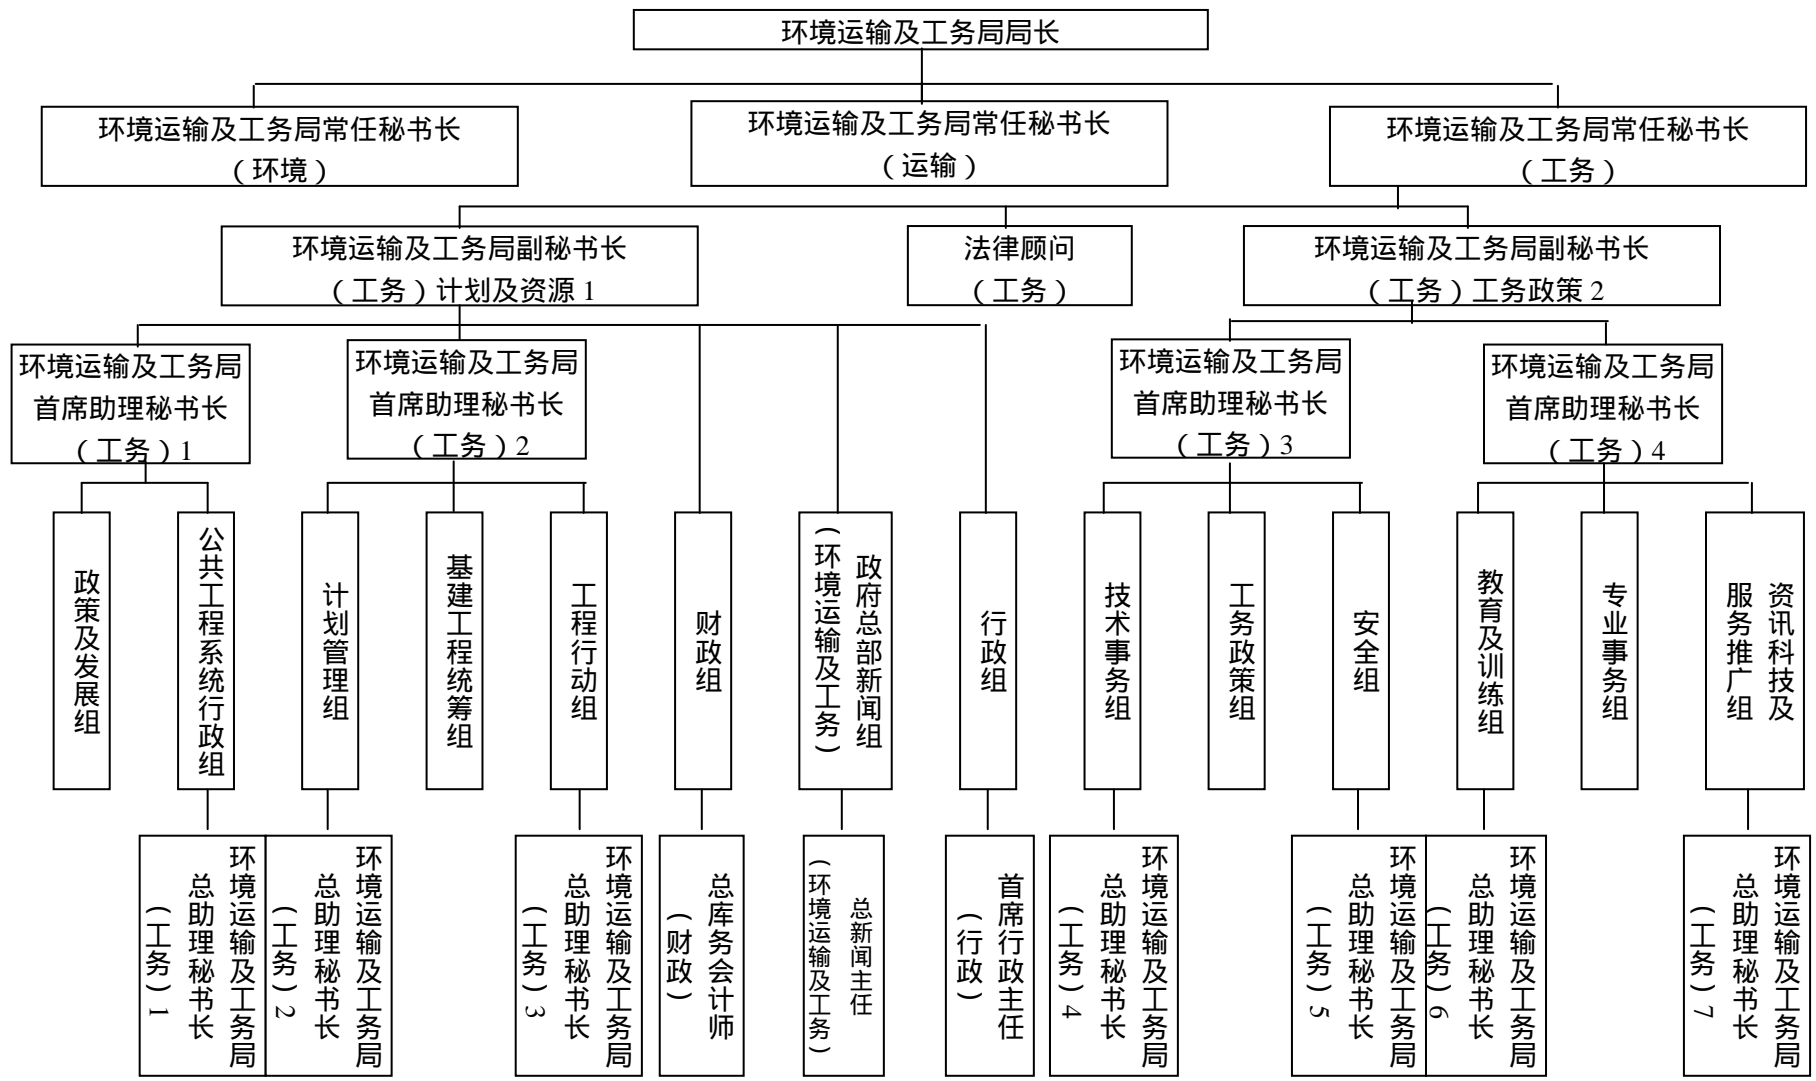 环境运输及工务局局长
环境运输及工务局常任秘书长
（环境）
环境运输及工务局常任秘书长
（运输）
环境运输及工务局常任秘书长
（工务）
环境运输及工务局副秘书长
（工务）计划及资源 1
法律顾问
（工务）
环境运输及工务局副秘书长
（工务）工务政策 2
环境运输及工务局
首席助理秘书长
（工务）1
环境运输及工务局
首席助理秘书长
（工务）2
环境运输及工务局
首席助理秘书长
（工务）3
环境运输及工务局
首席助理秘书长
（工务）4
政策及发展组
公共工程系统行政组
计划管理组
基建工程统筹组
工程行动组
财政组
政府总部新闻组
（环境运输及工务）
行政组
技术事务组
工务政策组
安全组
教育及训练组
专业事务组
资讯科技及
服务推广组
环境运输及工务局
总助理秘书长
（工务）1
环境运输及工务局
总助理秘书长
（工务）2
环境运输及工务局
总助理秘书长
（工务）3
总库务会计师
（财政）
总新闻主任
（环境运输及工务）
首席行政主任
（行政）
环境运输及工务局
总助理秘书长
（工务）4
环境运输及工务局
总助理秘书长
（工务）5
环境运输及工务局
总助理秘书长
（工务）6
环境运输及工务局
总助理秘书长
（工务）7